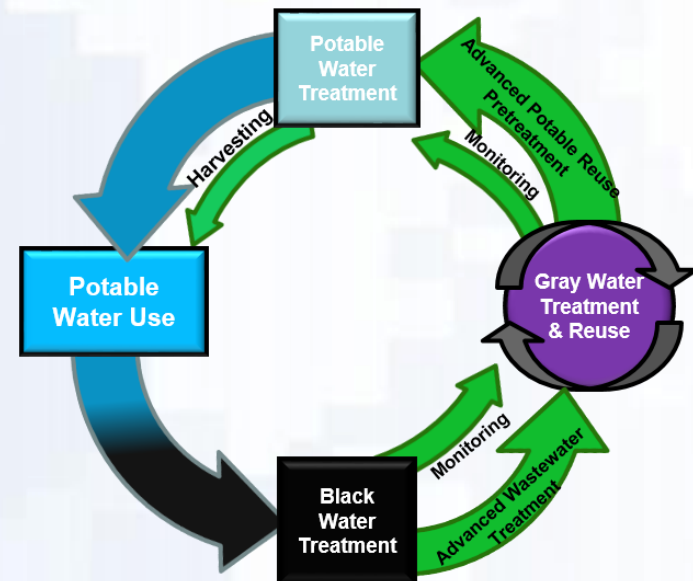 Potable
Water
Treatment
Advanced Potable Reuse
Pretreatment
Harvesting
Monitoring
Potable
Water Use
Gray Water
Treatment
& Reuse
Monitoring
Advanced Wastewater
Treatment
Black
Water
Treatment